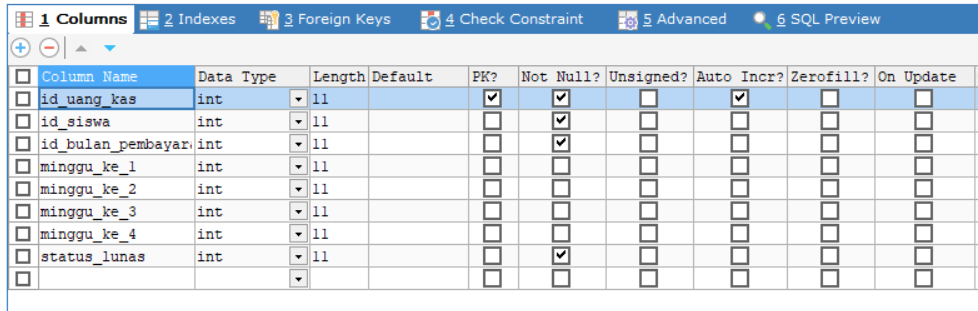 1 Columns 2 Indexes 3 Foreign Keys 4 Check Constraint 5 Advanced 6 SQL Preview
Column Name Data Type Length Default PK? Not Null? Unsigned? Auto Incr? Zerofill? On Update
id_uang_kas int 11
id_siswa int 11
id_bulan_pembayar int 11
minggu_ke_1 int 11
minggu_ke_2 int 11
minggu_ke_3 int 11
minggu_ke_4 int 11
status_lunas int 11